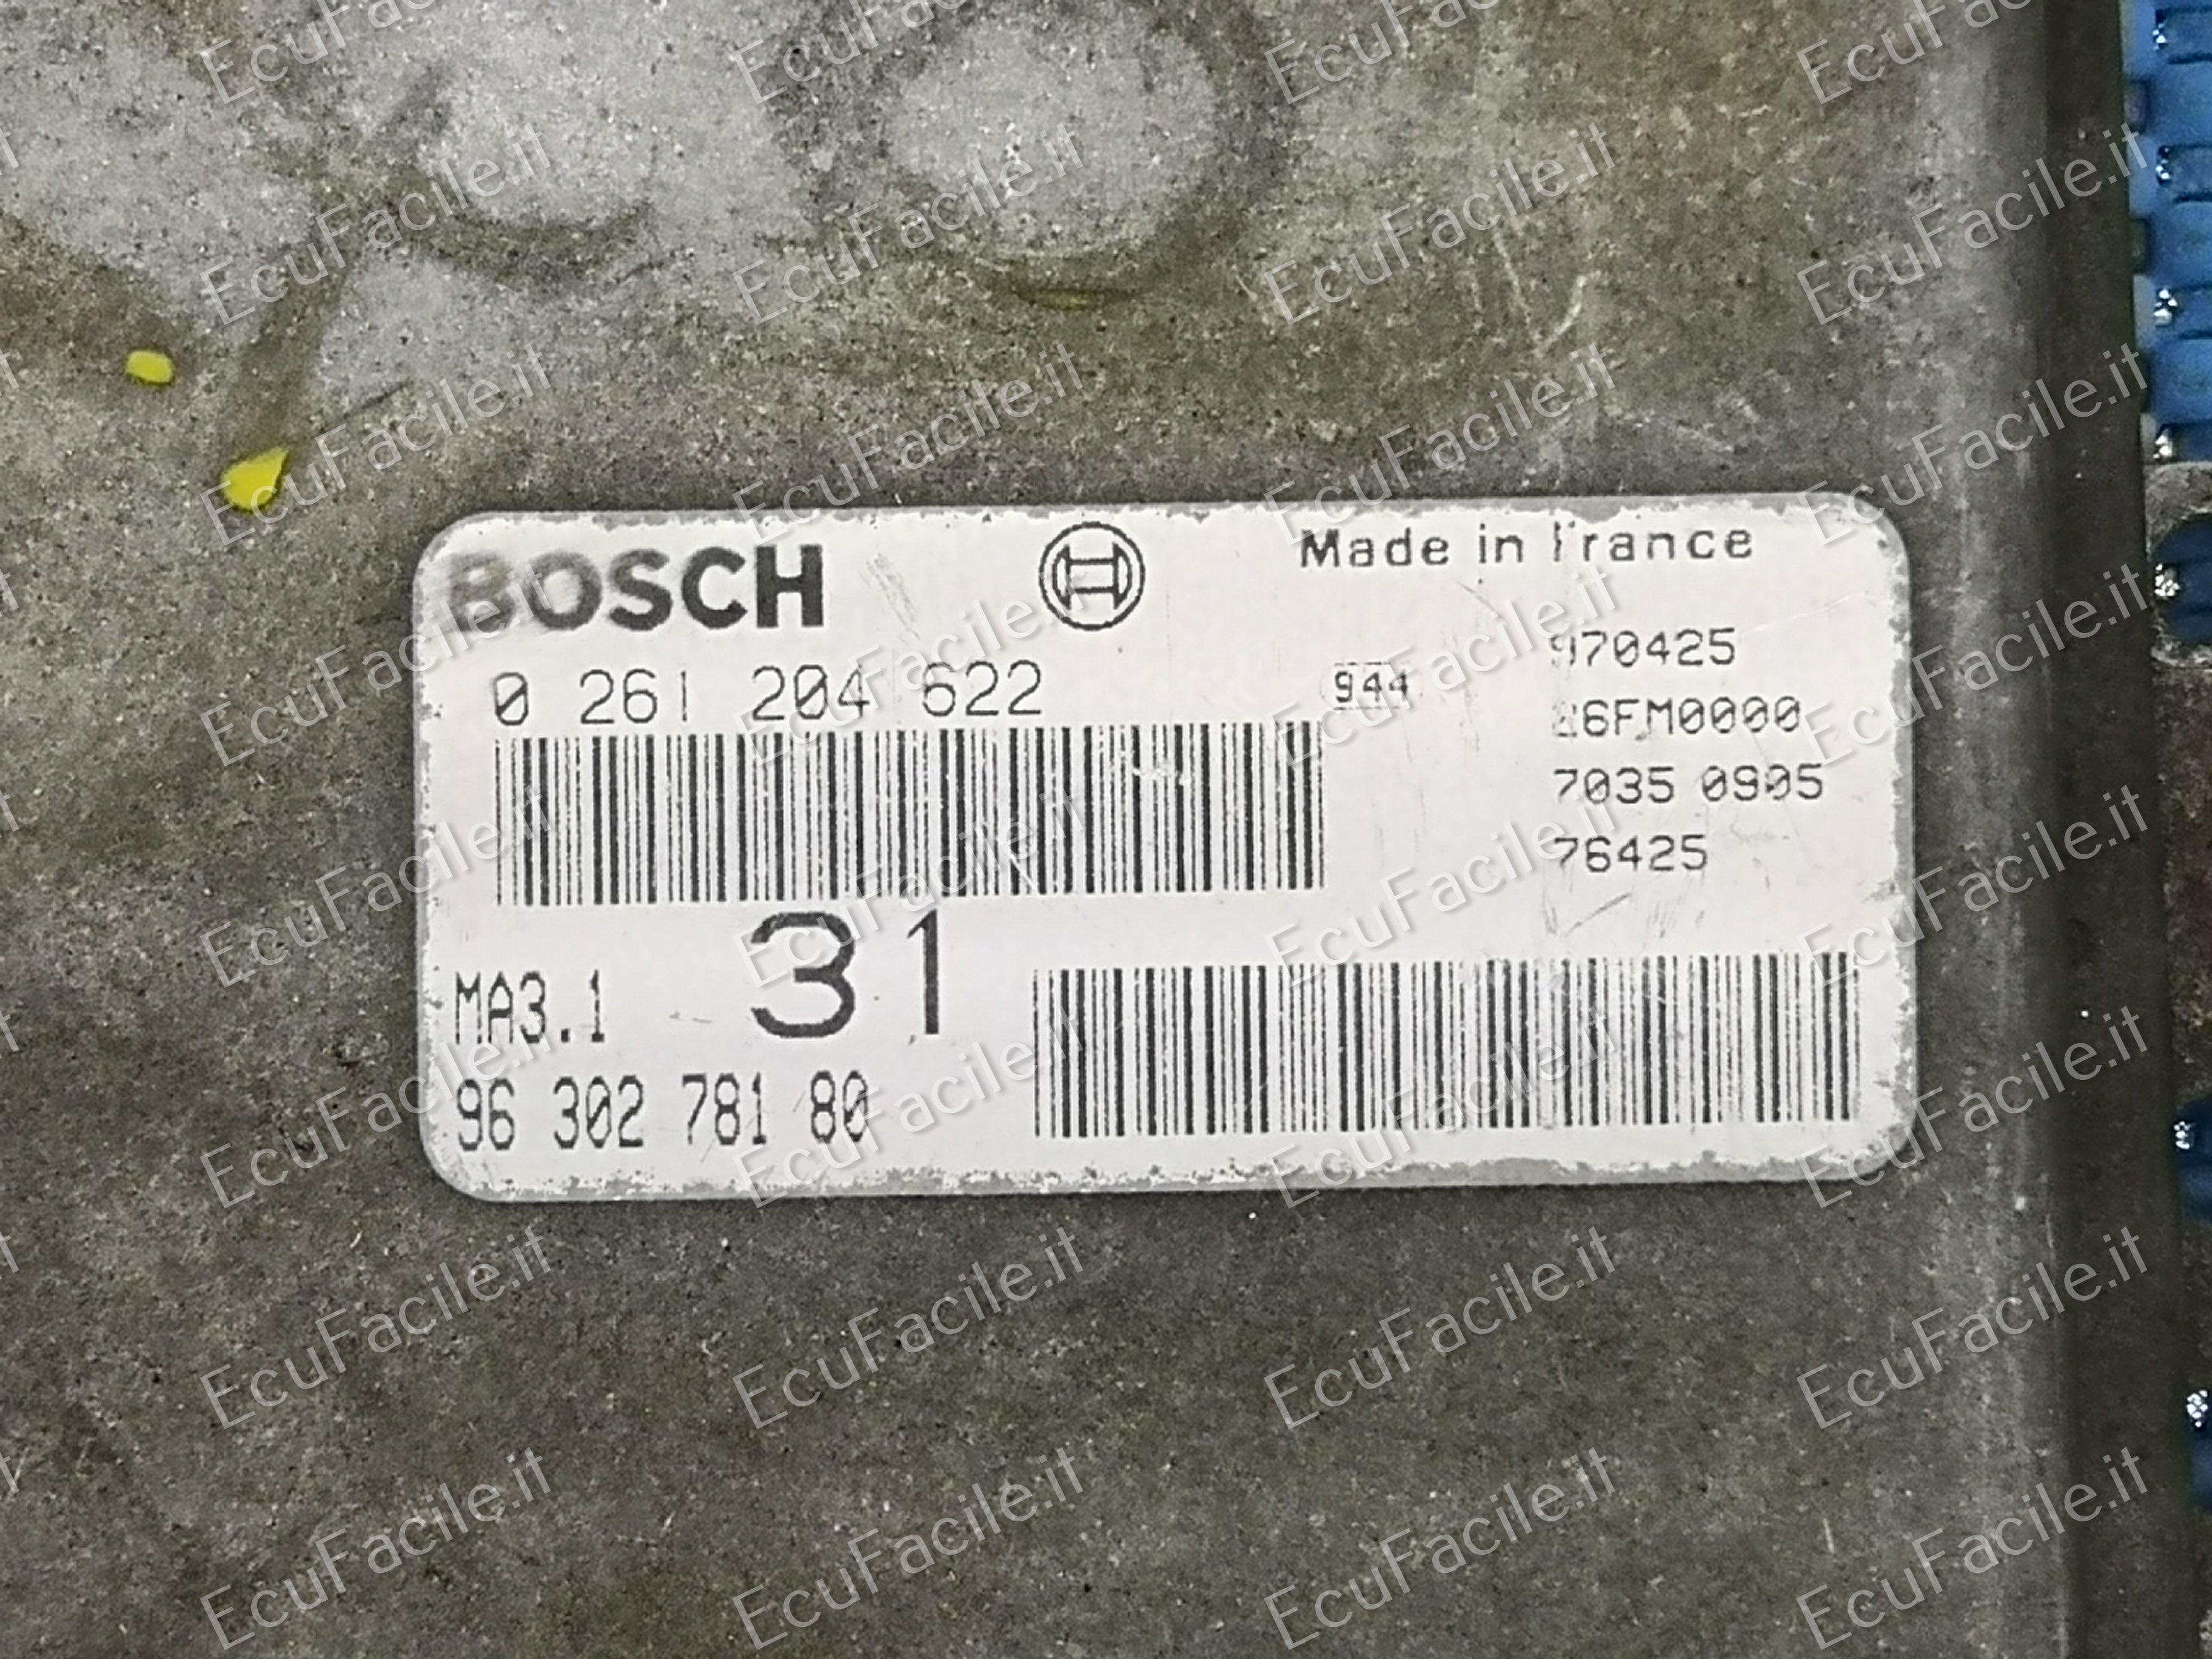 BOSCH
Made in France
0 261 204 622
944
970425
26FM0000
7035 0905
76425
MA3.1
31
96 302 781 80
EcuFacile.it